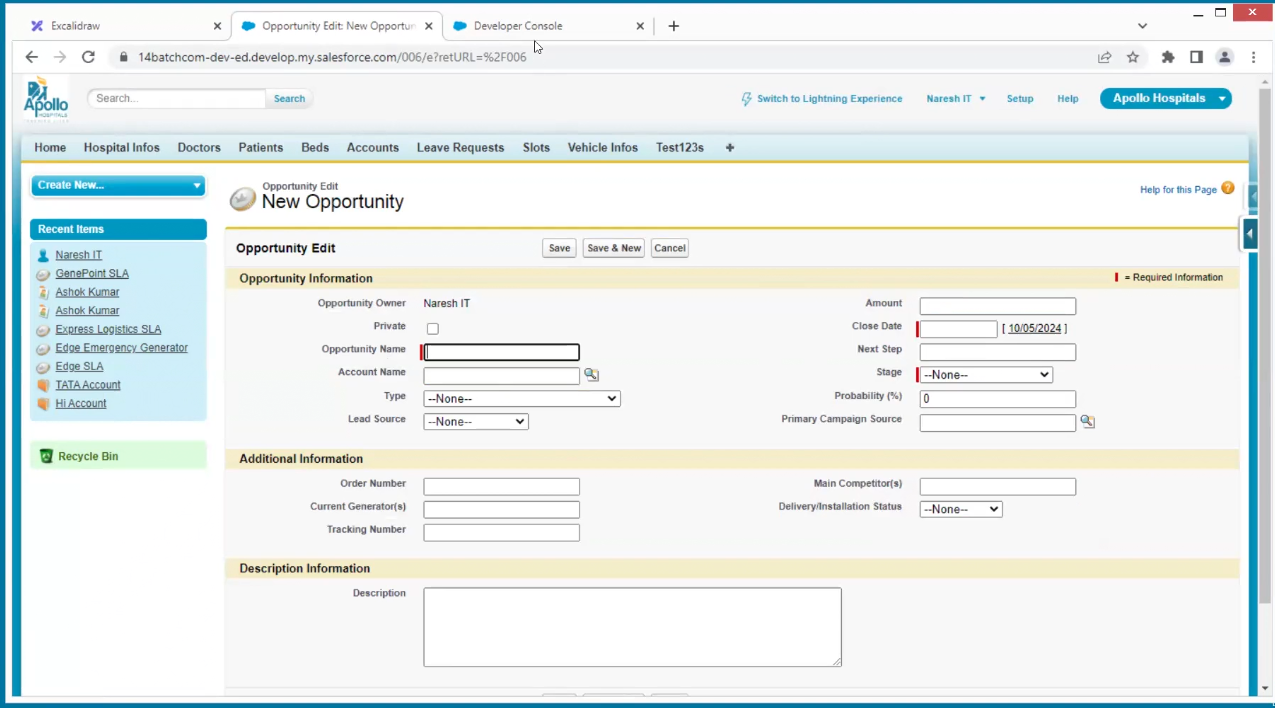 Excalidraw
Opportunity Edit: New Opportun
Developer Console
14batchcom-dev-ed.develop.my.salesforce.com/006/e?retURL=%2F006
Apollo
HOSPITALS
Search...
Search
Switch to Lightning Experience
Naresh IT
Setup
Help
Apollo Hospitals
Home
Hospital Infos
Doctors
Patients
Beds
Accounts
Leave Requests
Slots
Vehicle Infos
Test123s
Create New...
Recent Items
Naresh IT
GenePoint SLA
Ashok Kumar
Ashok Kumar
Express Logistics SLA
Edge Emergency Generator
Edge SLA
TATA Account
Hi Account
Recycle Bin
Opportunity Edit
New Opportunity
Help for this Page
Opportunity Edit
Save
Save & New
Cancel
Opportunity Information
= Required Information
Opportunity Owner
Naresh IT
Amount
Private
Close Date
[ 10/05/2024 ]
Opportunity Name
Next Step
Account Name
Stage
--None--
Type
--None--
Probability (%)
0
Lead Source
--None--
Primary Campaign Source
Additional Information
Order Number
Main Competitor(s)
Current Generator(s)
Delivery/Installation Status
--None--
Tracking Number
Description Information
Description